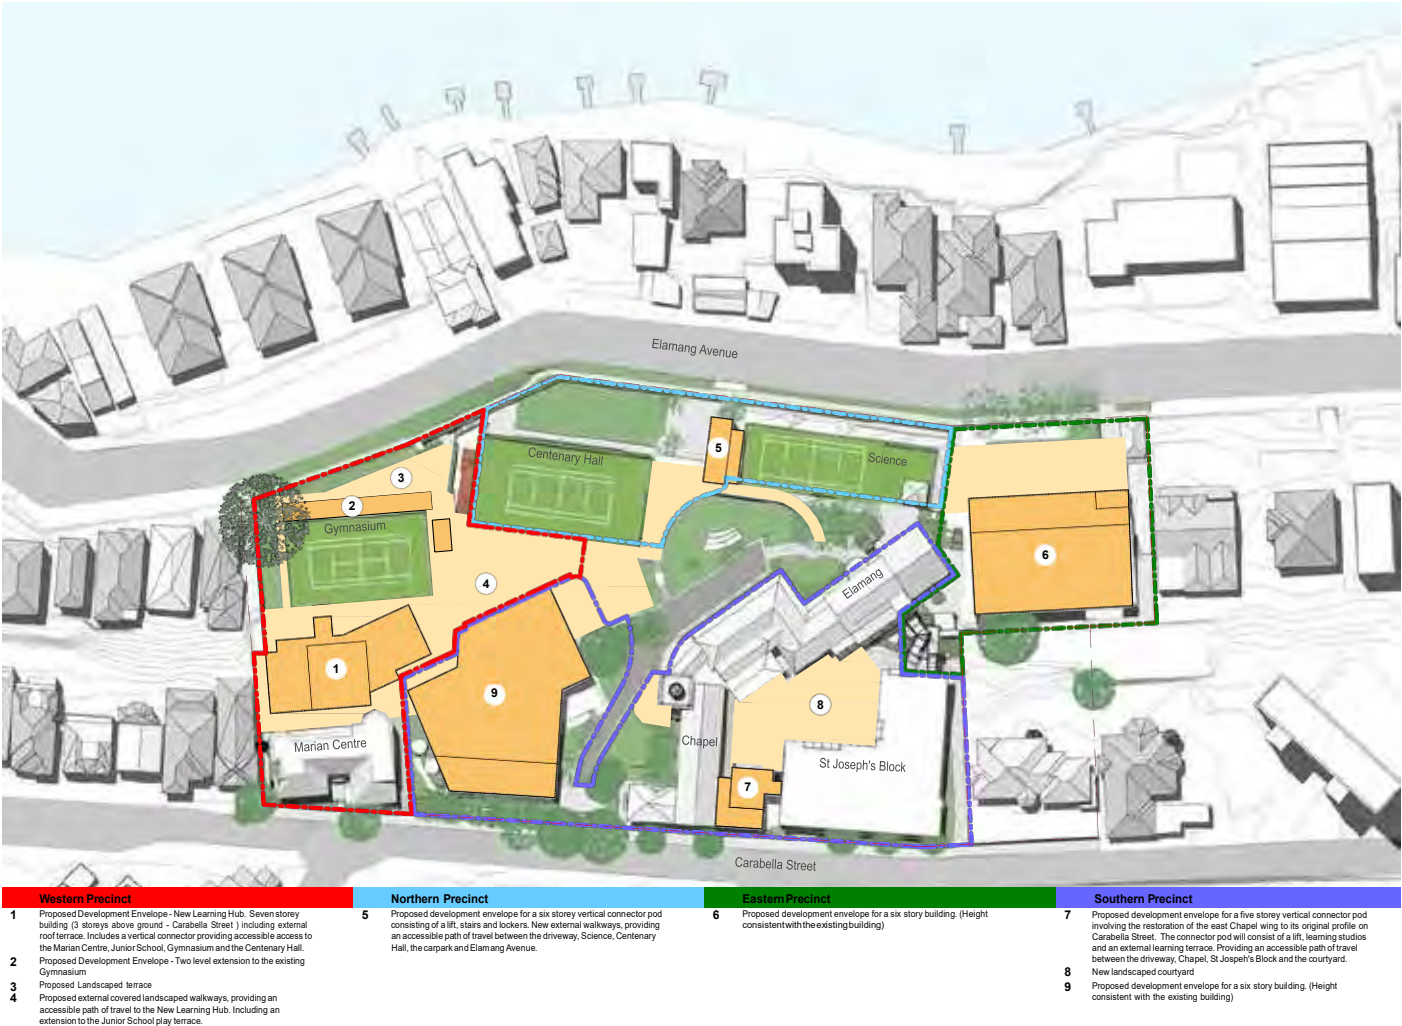 Elamang Avenue
Centenary Hall
5
Science
3
2
Gymnasium
6
4
Elamang
1
9
8
Marian Centre
Chapel
St Joseph's Block
7
Carabella Street
Western Precinct
1 Proposed Development Envelope - New Learning Hub. Seven storey
building (3 storeys above ground - Carabella Street ) including external
roof terrace. Includes a vertical connector providing accessible access to
the Marian Centre, Junior School, Gymnasium and the Centenary Hall.
2 Proposed Development Envelope - Two level extension to the existing
Gymnasium
3 Proposed Landscaped terrace
4 Proposed external covered landscaped walkways, providing an
accessible path of travel to the New Learning Hub. Including an
extension to the Junior School play terrace.
Northern Precinct
5 Proposed development envelope for a six storey vertical connector pod
consisting of a lift, stairs and lockers. New external walkways, providing
an accessible path of travel between the driveway, Science, Centenary
Hall, the carpark and Elamang Avenue.
Eastern Precinct
6 Proposed development envelope for a six story building. (Height
consistent with the existing building)
Southern Precinct
7 Proposed development envelope for a five storey vertical connector pod
involving the restoration of the east Chapel wing to its original profile on
Carabella Street. The connector pod will consist of a lift, learning studios
and an external learning terrace. Providing an accessible path of travel
between the driveway, Chapel, St Jospeh's Block and the courtyard.
8 New landscaped courtyard
9 Proposed development envelope for a six story building. (Height
consistent with the existing building)